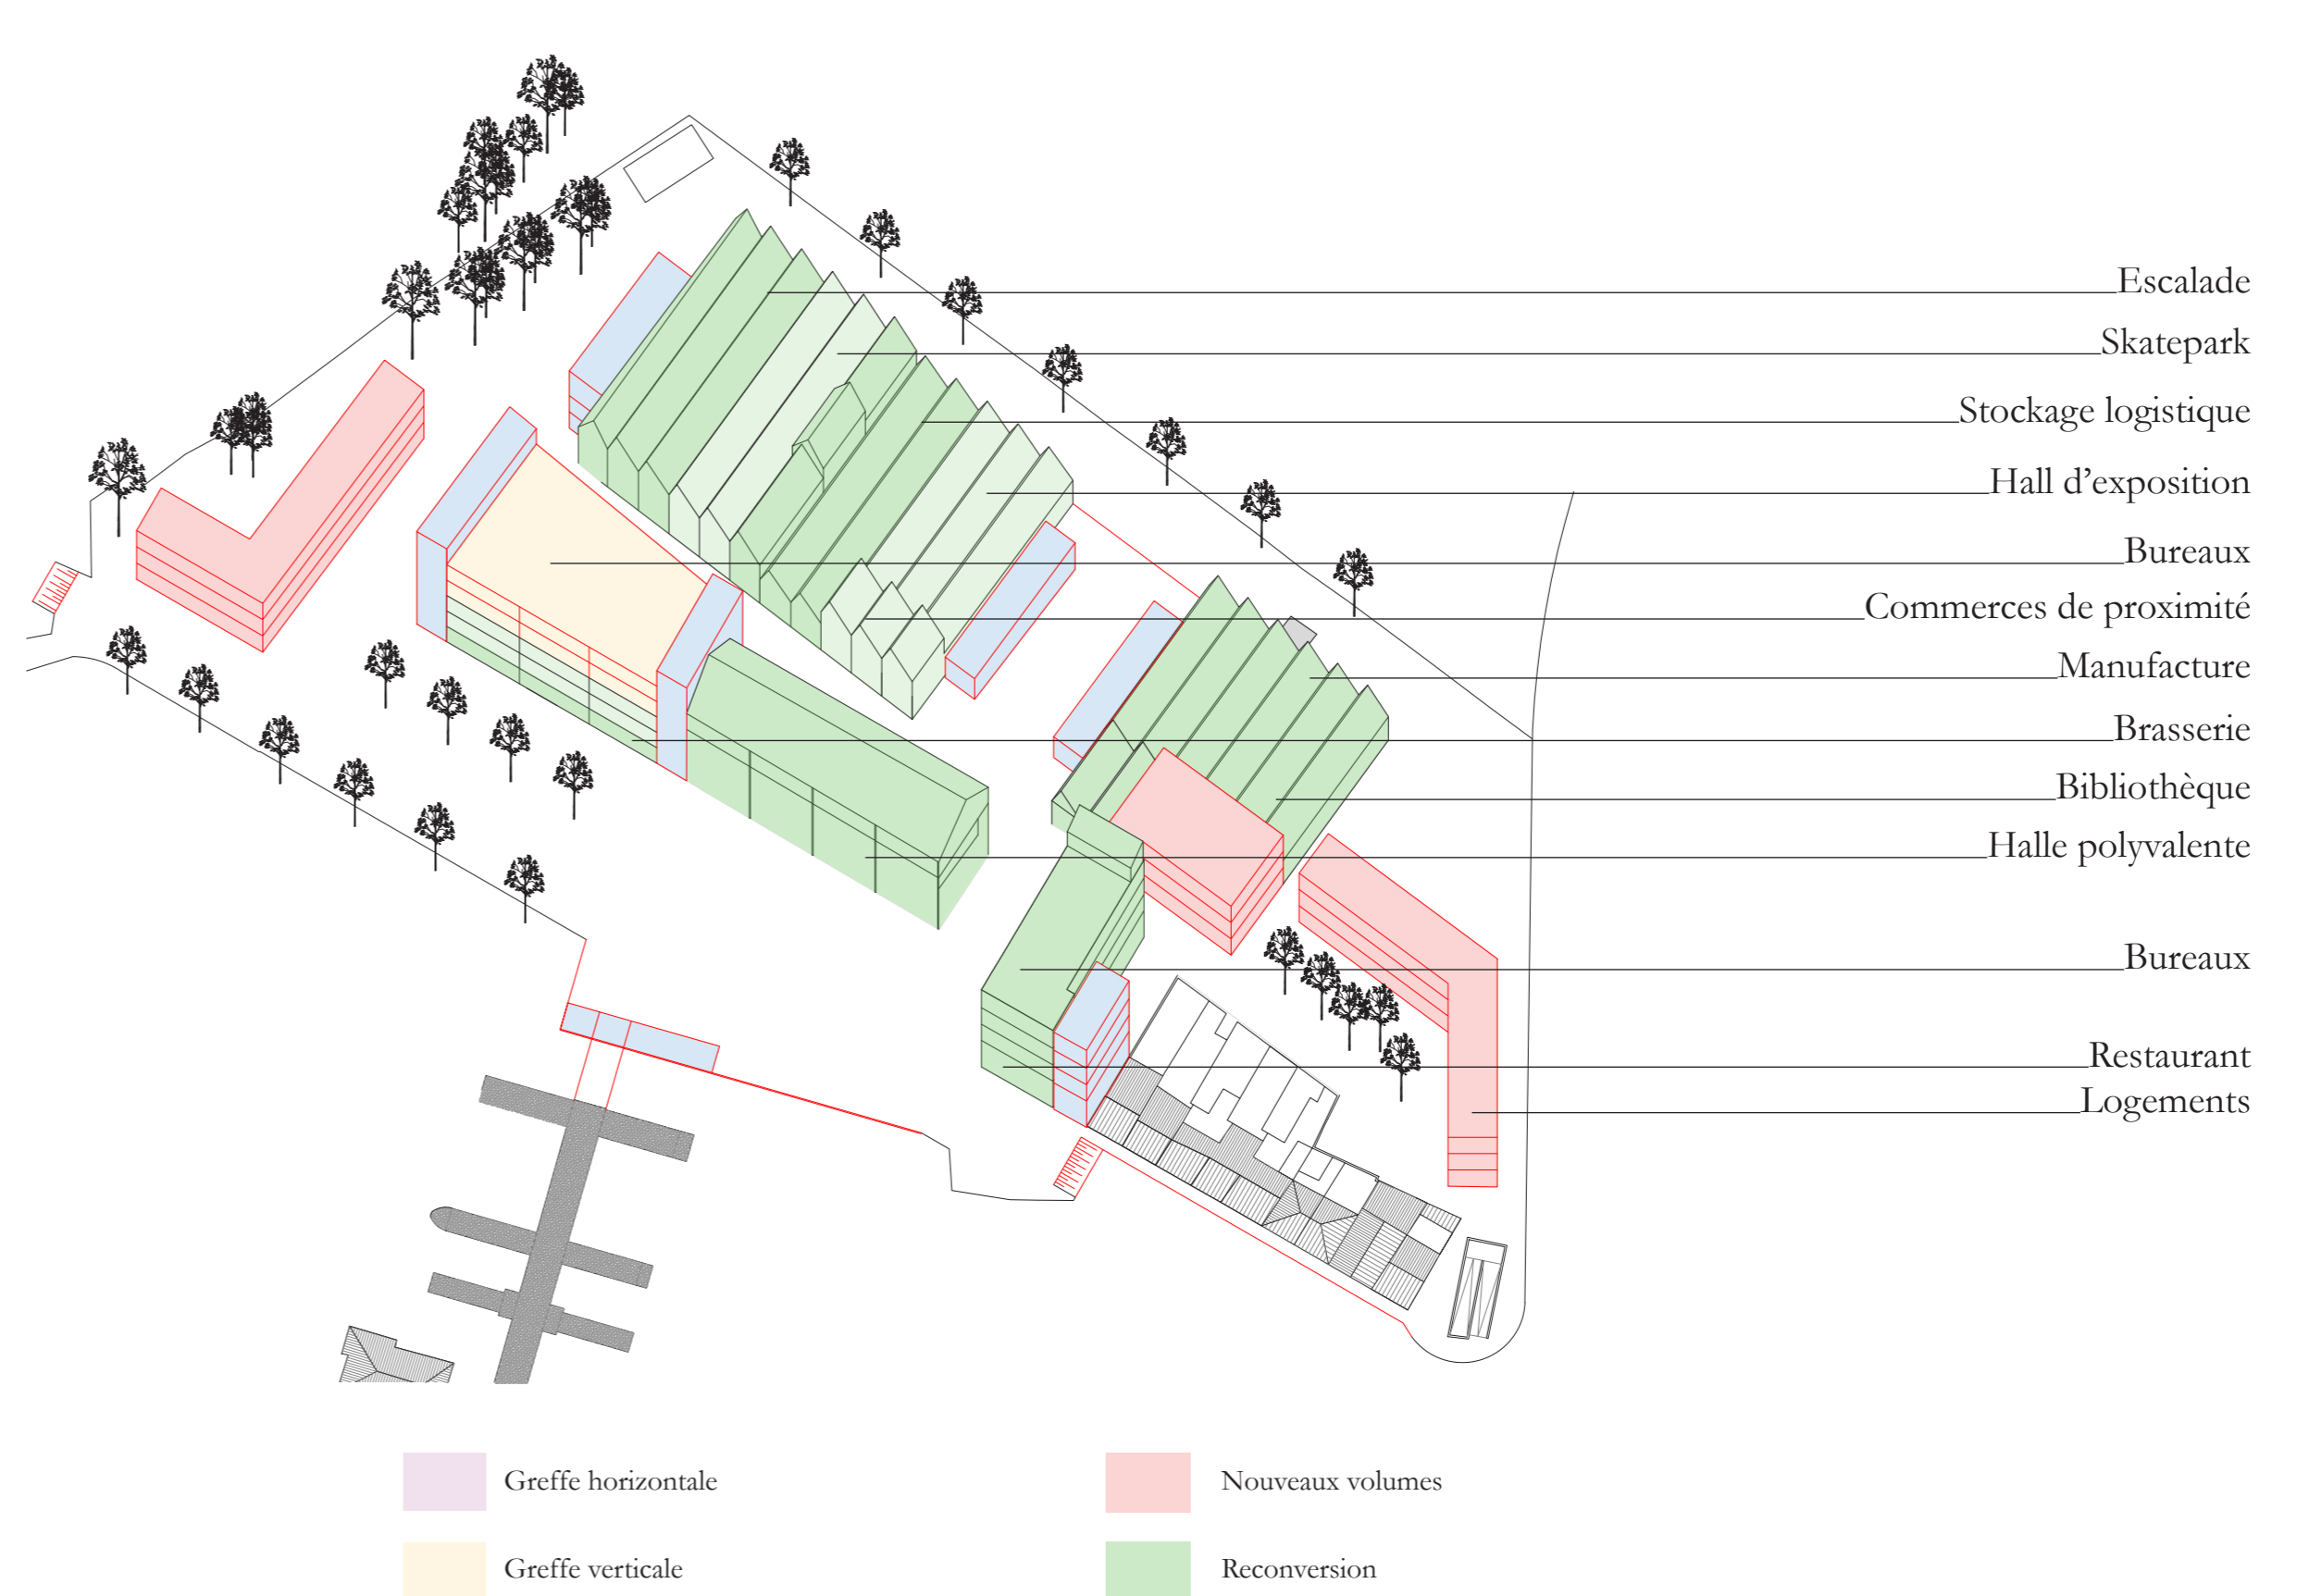 Escalade
Skatepark
Stockage logistique
Hall d’exposition
Bureaux
Commerces de proximité
Manufacture
Brasserie
Bibliothèque
Halle polyvalente
Bureaux
Restaurant
Logements
Greffe horizontale
Nouveaux volumes
Greffe verticale
Reconversion